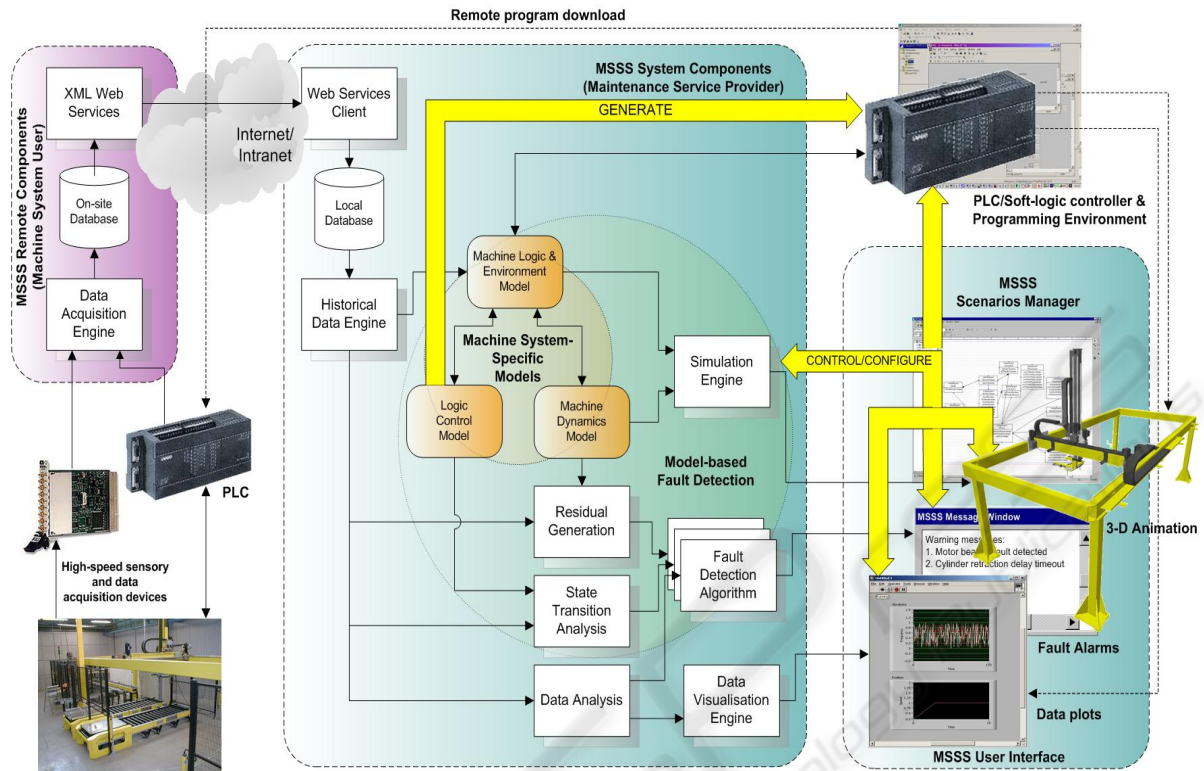 Remote program download
MSSS Remote Components
(Machine System User)
XML Web
Services
On-site
Database
Data
Acquisition
Engine
Internet/
Intranet
MSSS System Components
(Maintenance Service Provider)
Web Services
Client
GENERATE
Local
Database
Historical
Data Engine
Machine Logic &
Environment
Model
Machine System-
Specific
Models
Logic
Control
Model
Machine
Dynamics
Model
Simulation
Engine
CONTROL/CONFIGURE
Model-based
Fault Detection
Residual
Generation
State
Transition
Analysis
Fault
Detection
Algorithm
Data Analysis
Data
Visualisation
Engine
PLC
High-speed sensory
and data
acquisition devices
PLC/Soft-logic controller &
Programming Environment
MSSS
Scenarios Manager
3-D Animation
MSSS Message Window
Warning messages:
1. Motor bearing fault detected
2. Cylinder retraction delay timeout
Fault Alarms
Data plots
MSSS User Interface